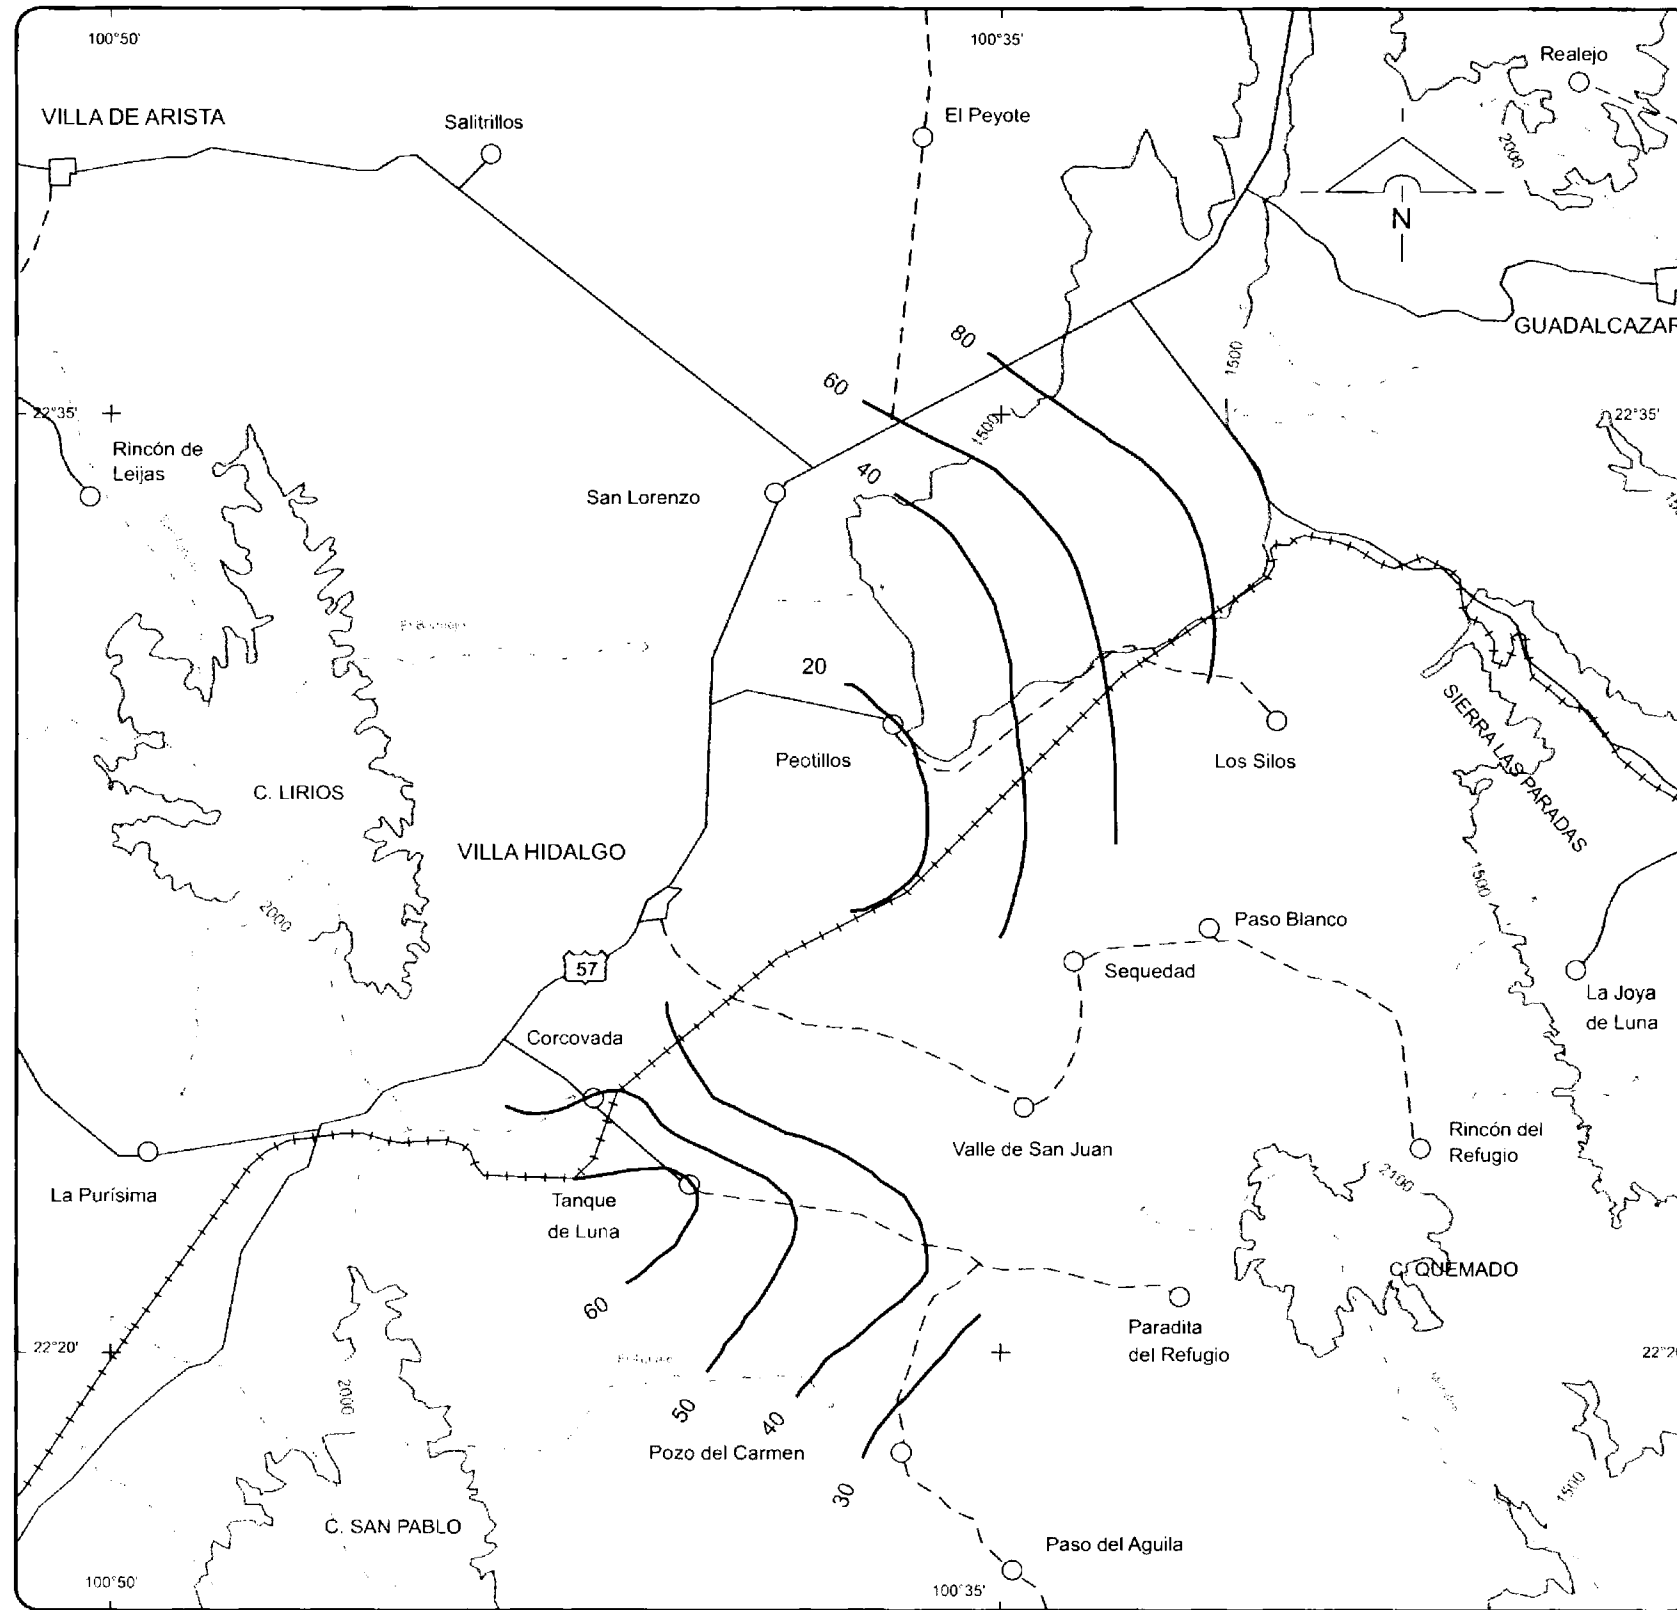 100°50'
100°35'
Realejo
VILLA DE ARISTA
Salitrillos
El Peyote
2000
N
GUADALCAZAR
80
1500
60
22°35'
22°35'
1500
Rincón de
Leijas
40
San Lorenzo
20
Peotillos
Los Silos
SIERRA LAS PARADAS
C. LIRIOS
VILLA HIDALGO
1500
2000
Paso Blanco
57
Sequedad
La Joya
de Luna
Corcovada
Valle de San Juan
Rincón del
Refugio
2100
La Purísima
Tanque
de Luna
C. QUEMADO
60
Paradita
del Refugio
22°20'
2000
50
40
Pozo del Carmen
30
1500
C. SAN PABLO
Paso del Aguila
100°50'
100°35'